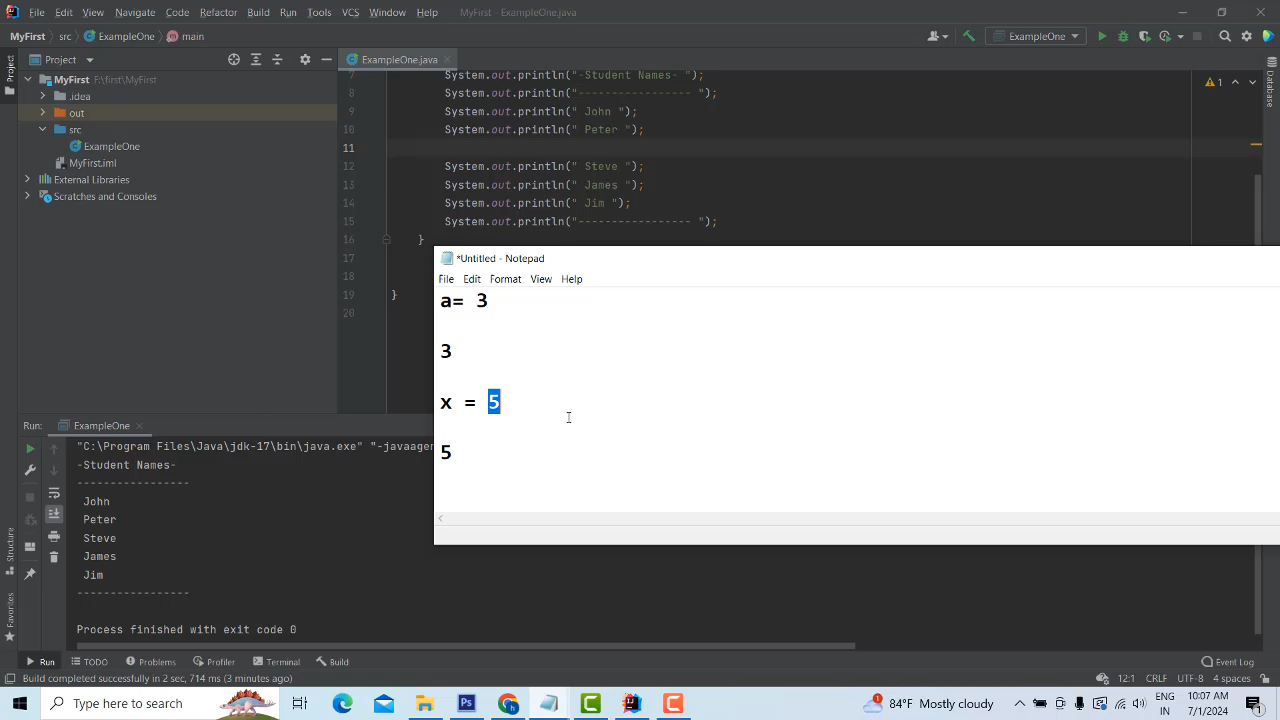 File Edit View Navigate Code Refactor Build Run Tools VCS Window Help MyFirst - ExampleOne.java
MyFirst src ExampleOne main ExampleOne
Project ExampleOne.java
MyFirst F:\first\MyFirst
.idea
out
src
ExampleOne
MyFirst.iml
External Libraries
Scratches and Consoles
Project
Structure
Favorites
Database
1
7 System.out.println("-Student Names- ");
8 System.out.println("----------------- ");
9 System.out.println(" John ");
10 System.out.println(" Peter ");
11
12 System.out.println(" Steve ");
13 System.out.println(" James ");
14 System.out.println(" Jim ");
15 System.out.println("----------------- ");
16 }
17
18
19 }
20
*Untitled - Notepad
File Edit Format View Help
a= 3
3
x = 5
5
Run: ExampleOne
"C:\Program Files\Java\jdk-17\bin\java.exe" "-javaagen
-Student Names-
-----------------
John
Peter
Steve
James
Jim
-----------------
Process finished with exit code 0
Run TODO Problems Profiler Terminal Build Event Log
Build completed successfully in 2 sec, 714 ms (3 minutes ago) 12:1 CRLF UTF-8 4 spaces
Type here to search
Ps
84°F Mostly cloudy
ENG
IN
10:07 AM
7/1/2024